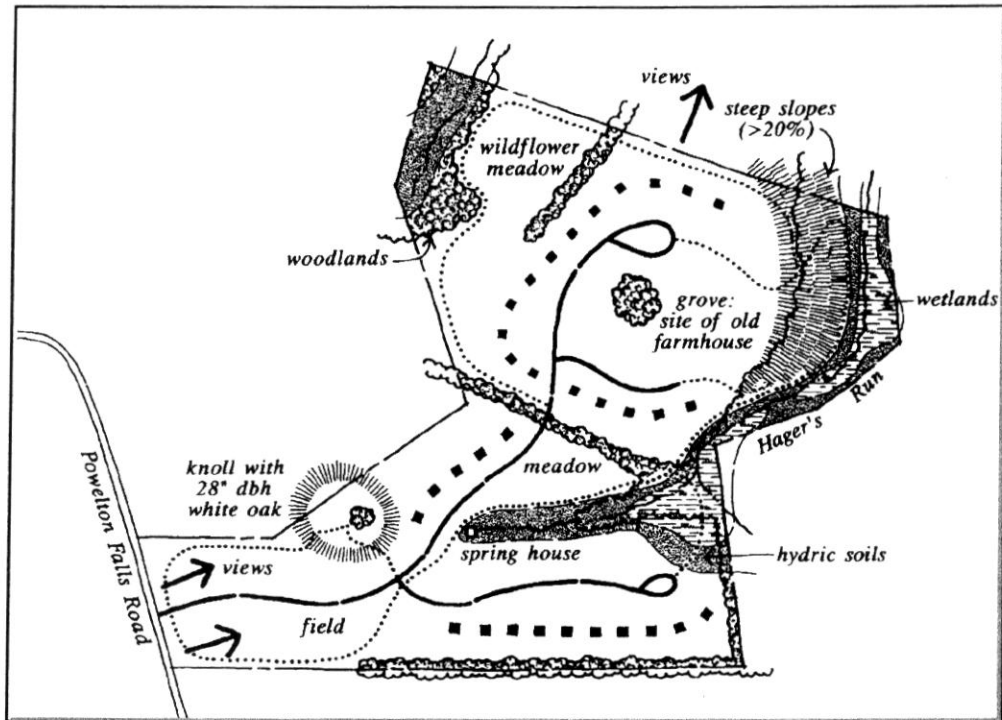 views
steep slopes
(>20%)
wildflower
meadow
woodlands
grove:
site of old
farmhouse
wetlands
Hager's Run
meadow
knoll with
28" dbh
white oak
Powelton Falls Road
spring house
hydric soils
views
field